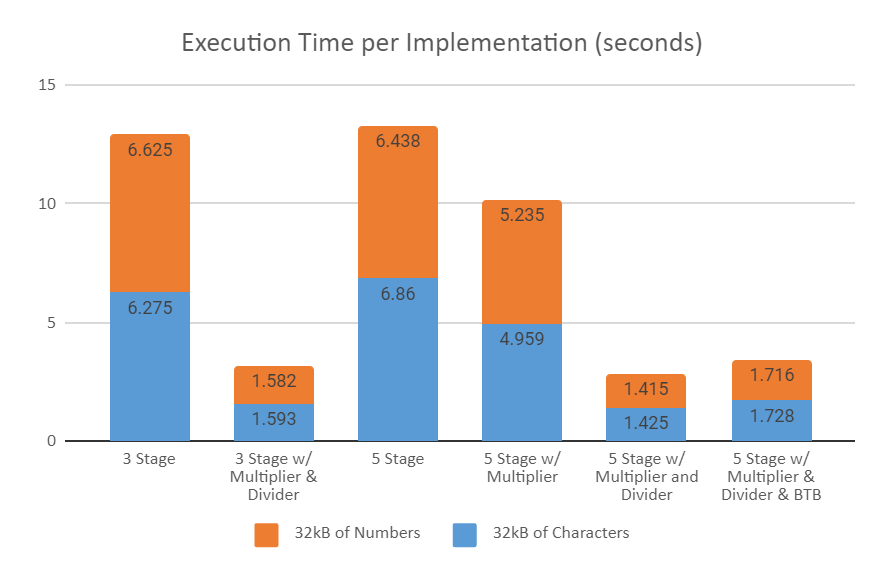 Execution Time per Implementation (seconds)
15
10
5
0
6.625
6.275
1.582
1.593
6.438
6.86
5.235
4.959
1.415
1.425
1.716
1.728
3 Stage
3 Stage w/
Multiplier &
Divider
5 Stage
5 Stage w/
Multiplier
5 Stage w/
Multiplier and
Divider
5 Stage w/
Multiplier &
Divider & BTB
32kB of Numbers
32kB of Characters